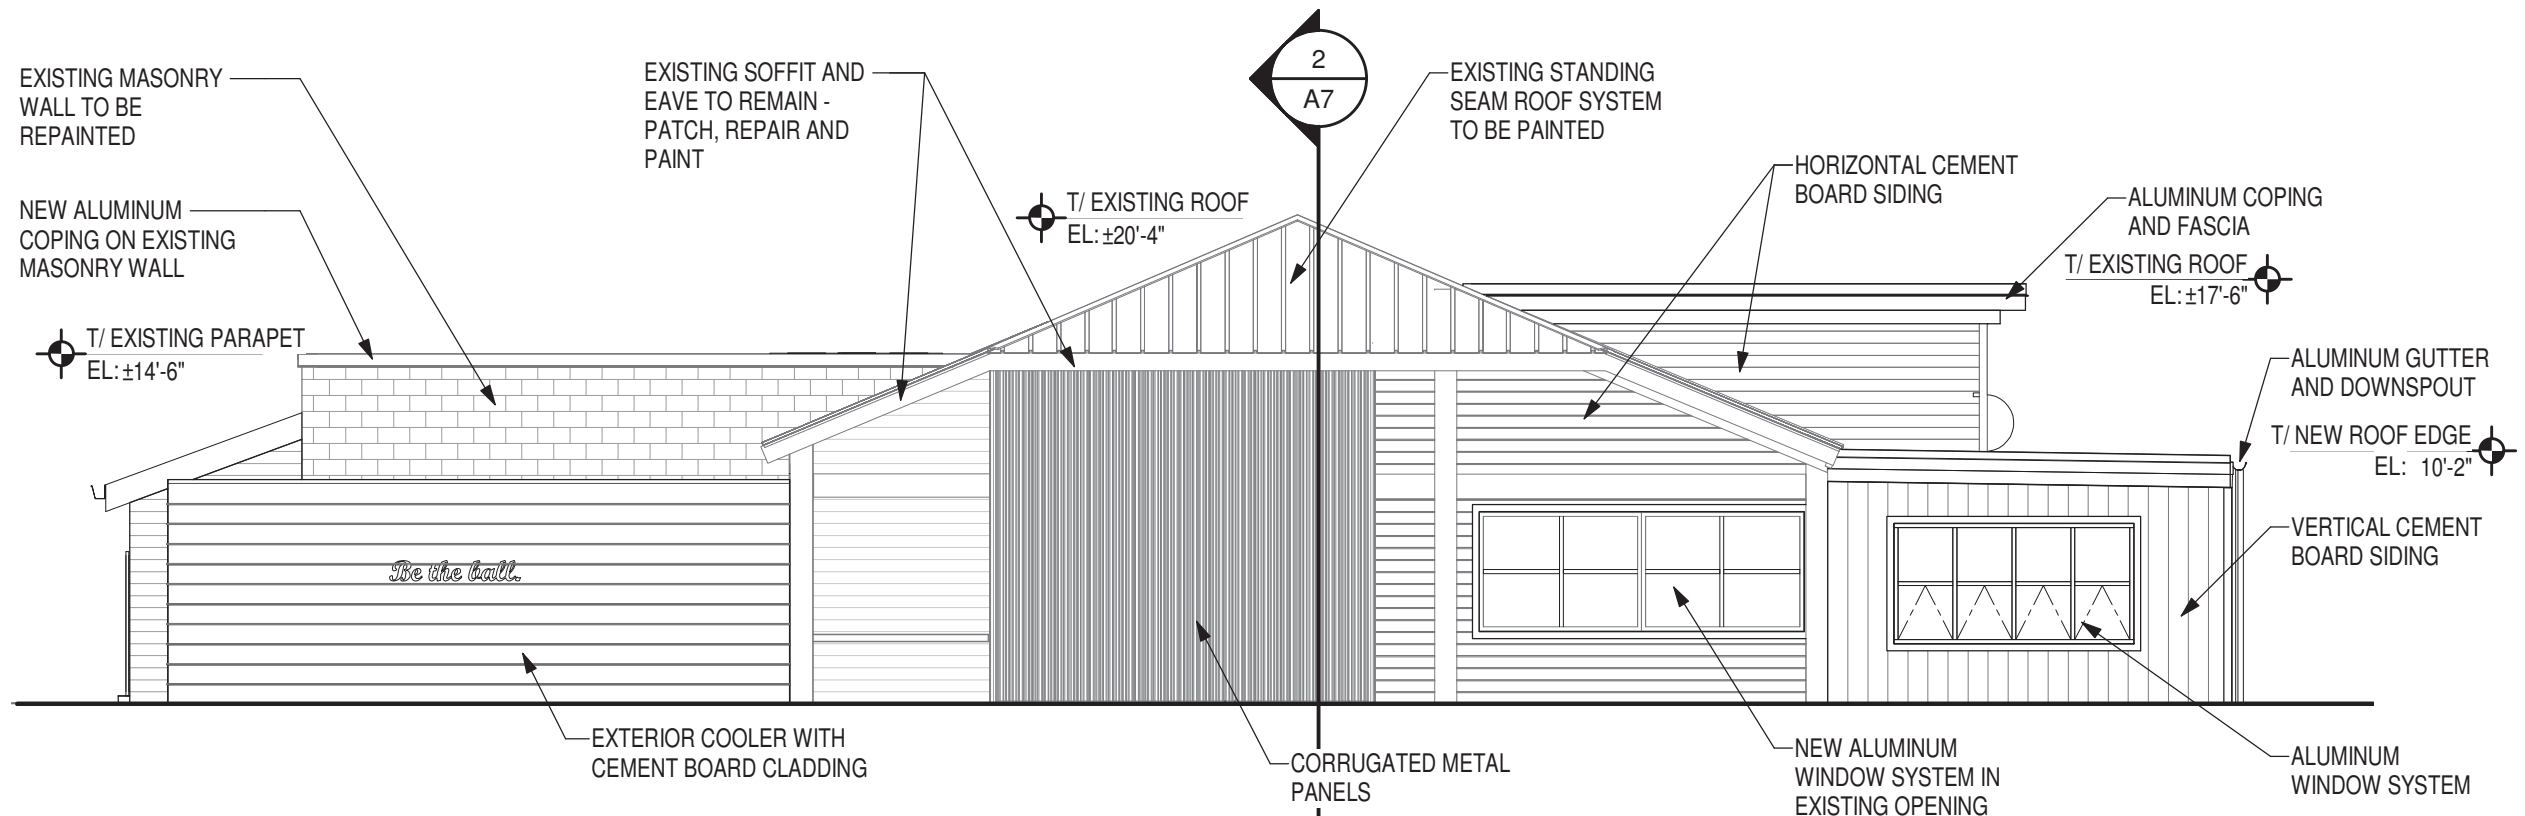 EXISTING MASONRY
WALL TO BE
REPAINTED
NEW ALUMINUM
COPING ON EXISTING
MASONRY WALL
T/ EXISTING PARAPET
EL: ±14'-6"
EXISTING SOFFIT AND
EAVE TO REMAIN -
PATCH, REPAIR AND
PAINT
T/ EXISTING ROOF
EL: ±20'-4"
2
A7
EXISTING STANDING
SEAM ROOF SYSTEM
TO BE PAINTED
HORIZONTAL CEMENT
BOARD SIDING
ALUMINUM COPING
AND FASCIA
T/ EXISTING ROOF
EL: ±17'-6"
ALUMINUM GUTTER
AND DOWNSPOUT
T/ NEW ROOF EDGE
EL: 10'-2"
VERTICAL CEMENT
BOARD SIDING
Be the ball.
EXTERIOR COOLER WITH
CEMENT BOARD CLADDING
CORRUGATED METAL
PANELS
NEW ALUMINUM
WINDOW SYSTEM IN
EXISTING OPENING
ALUMINUM
WINDOW SYSTEM